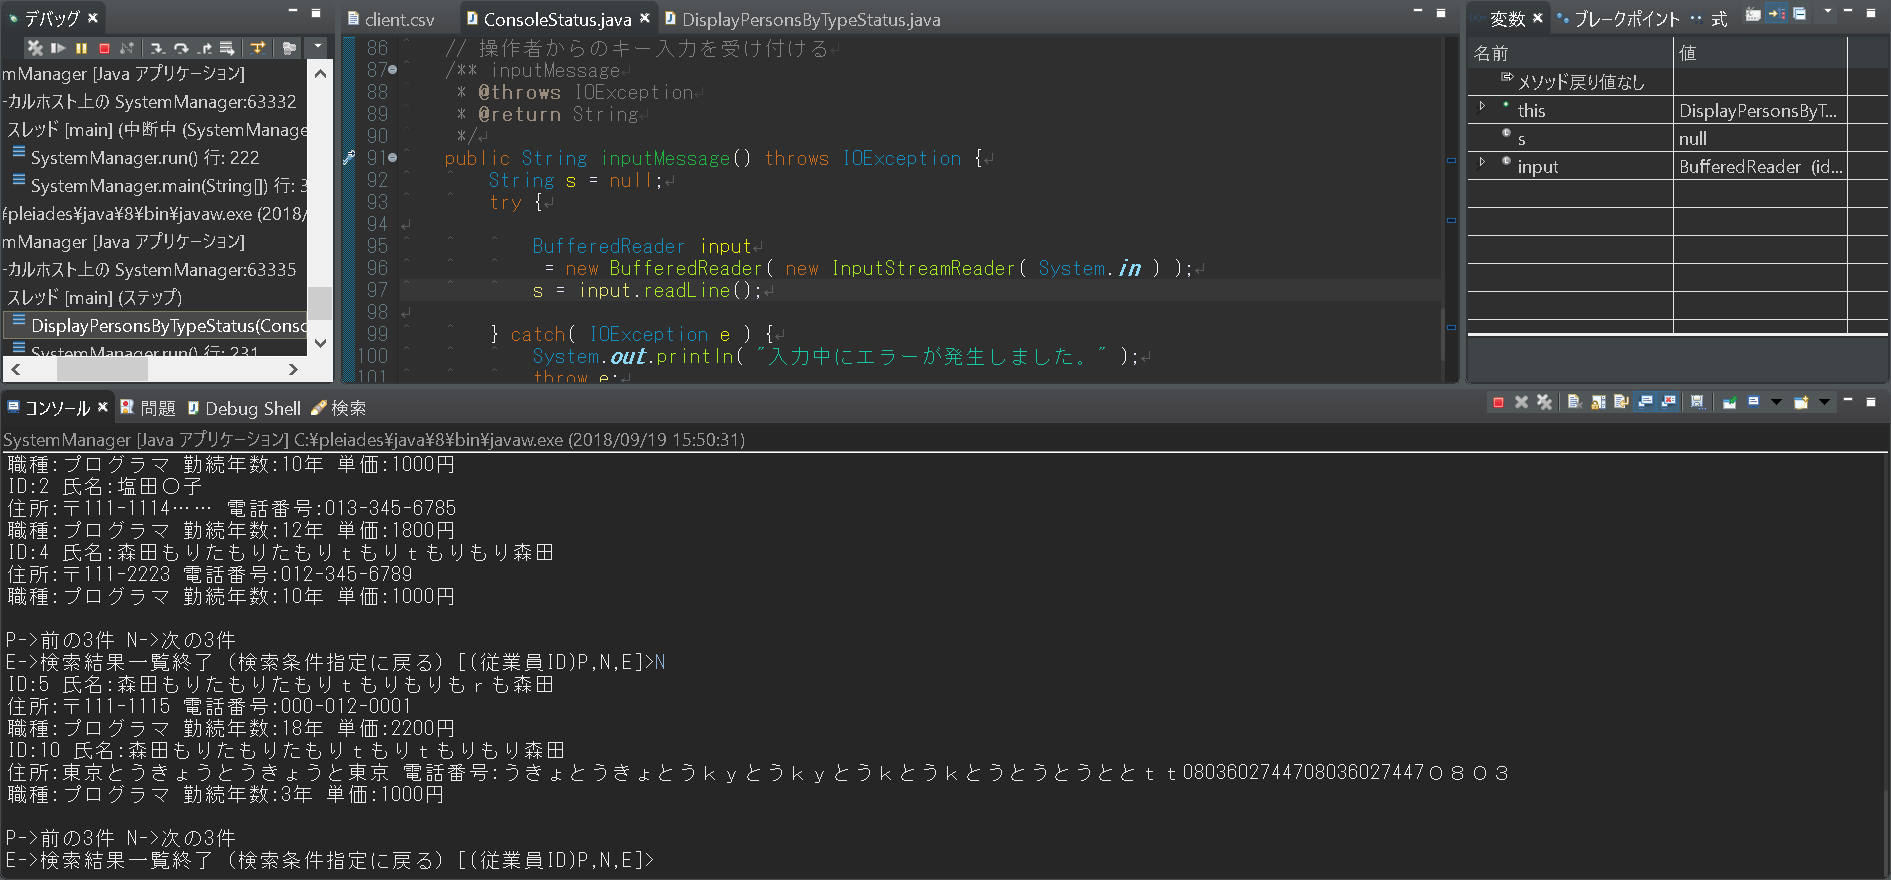 デバッグ
mManager [Java アプリケーション]
ーカルホスト上の SystemManager:63332
スレッド [main] (中断中 (SystemManage
SystemManager.run() 行: 222
SystemManager.main(String[]) 行: 3
¥pleiades¥java¥8¥bin¥javaw.exe (2018/
mManager [Java アプリケーション]
ーカルホスト上の SystemManager:63335
スレッド [main] (ステップ)
DisplayPersonsByTypeStatus(Consc
SystemManager.run() 行: 231
client.csv ConsoleStatus.java DisplayPersonsByTypeStatus.java
86 // 操作者からのキー入力を受け付ける
87 /** inputMessage
88 * @throws IOException
89 * @return String
90 */
91 public String inputMessage() throws IOException {
92 String s = null;
93 try {
94
95 BufferedReader input
96 = new BufferedReader( new InputStreamReader( System.in ) );
97 s = input.readLine();
98
99 } catch( IOException e ) {
100 System.out.println( "入力中にエラーが発生しました。" );
101 throw e;
変数 ブレークポイント 式
名前 値
メソッド戻り値なし
this DisplayPersonsByT...
s null
input BufferedReader (id...
コンソール 問題 Debug Shell 検索
SystemManager [Java アプリケーション] C:¥pleiades¥java¥8¥bin¥javaw.exe (2018/09/19 15:50:31)
職種:プログラマ 勤続年数:10年 単価:1000円
ID:2 氏名:塩田〇子
住所:〒111-1114…… 電話番号:013-345-6785
職種:プログラマ 勤続年数:12年 単価:1800円
ID:4 氏名:森田もりたもりたもりｔもりｔもりもり森田
住所:〒111-2223 電話番号:012-345-6789
職種:プログラマ 勤続年数:10年 単価:1000円
P->前の3件 N->次の3件
E->検索結果一覧終了（検索条件指定に戻る）[(従業員ID)P,N,E]>N
ID:5 氏名:森田もりたもりたもりｔもりもりもｒも森田
住所:〒111-1115 電話番号:000-012-0001
職種:プログラマ 勤続年数:18年 単価:2200円
ID:10 氏名:森田もりたもりたもりｔもりｔもりもり森田
住所:東京とうきょうとうきょうと東京 電話番号:うきょとうきょとうｋｙとうｋｙとうｋとうｋとうとうとうととｔｔ0803602744708036027447０８０３
職種:プログラマ 勤続年数:3年 単価:1000円
P->前の3件 N->次の3件
E->検索結果一覧終了（検索条件指定に戻る）[(従業員ID)P,N,E]>